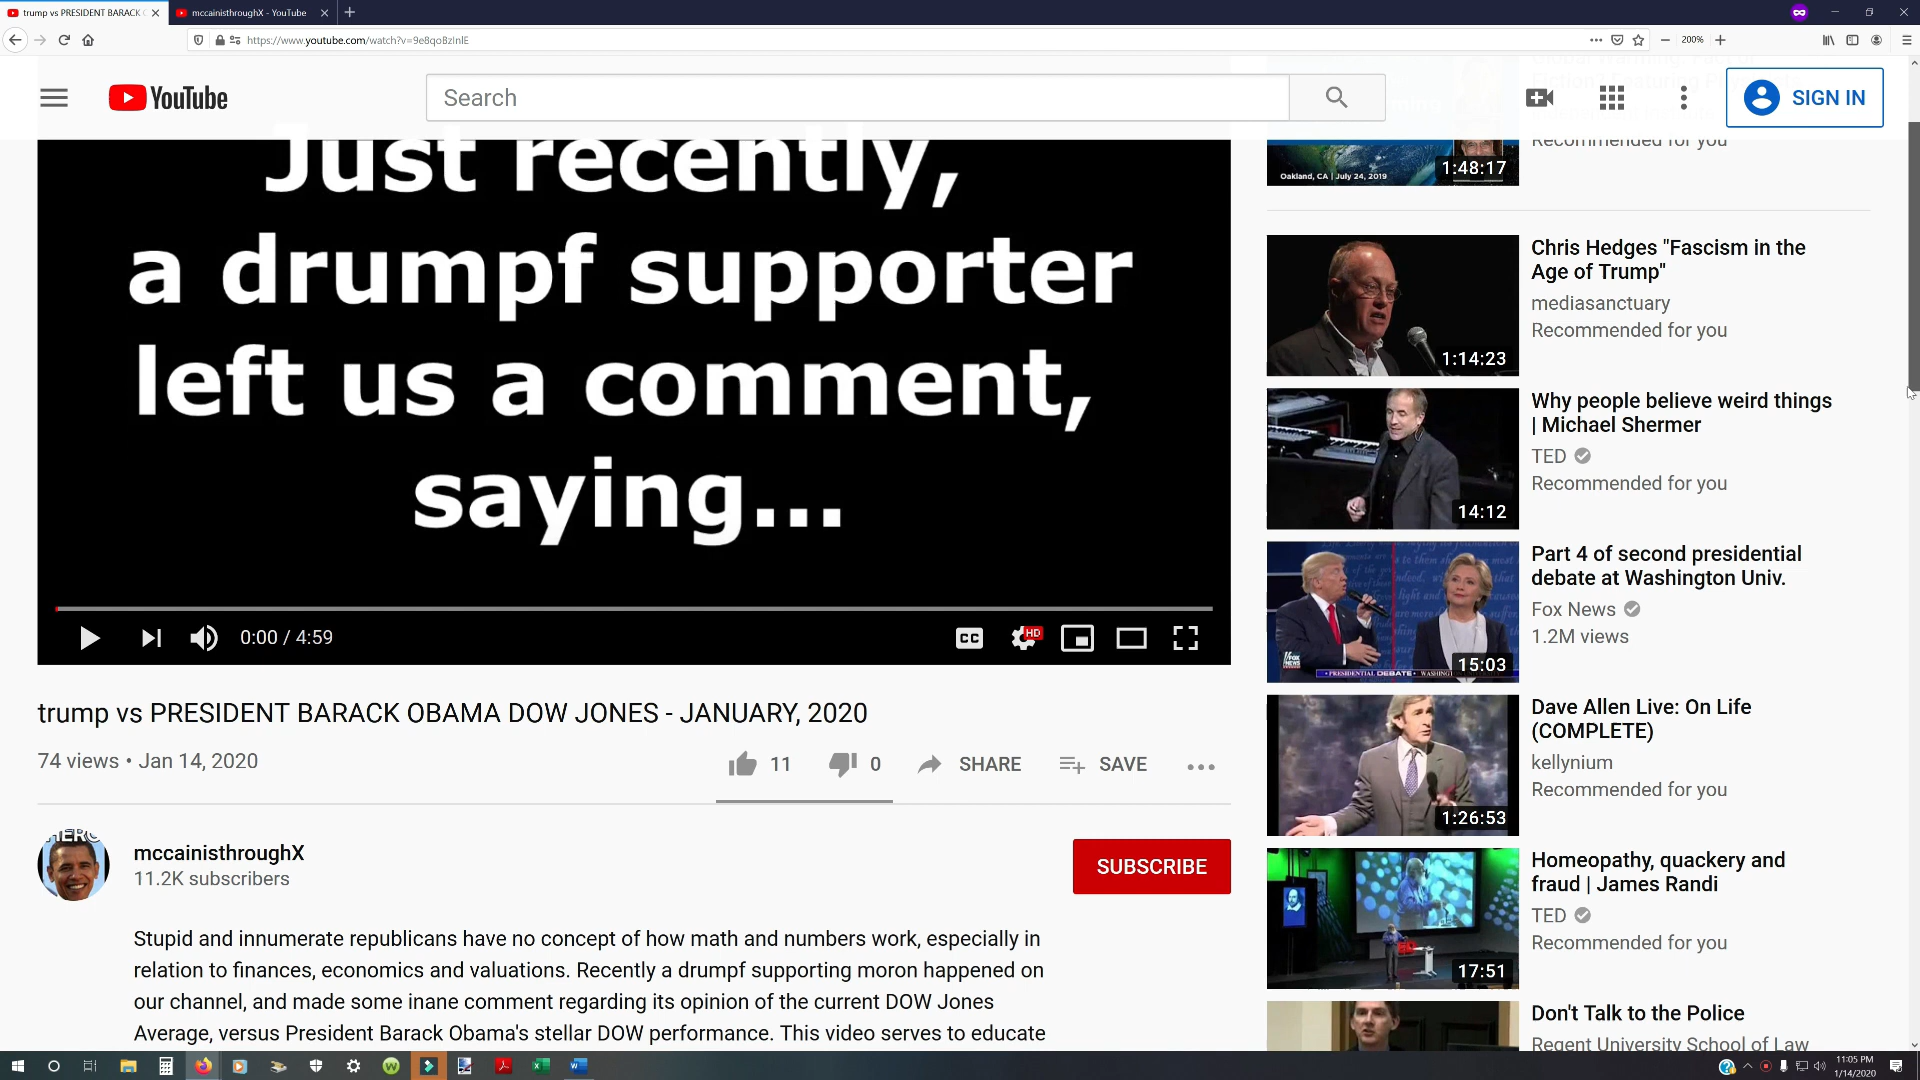 trump vs PRESIDENT BARACK
mccainisthroughX - YouTube
https://www.youtube.com/watch?v=9e8qoBzInlE
200%
YouTube
Search
SIGN IN
Just recently,
a drumpf supporter
left us a comment,
saying...
0:00 / 4:59
CC
HD
trump vs PRESIDENT BARACK OBAMA DOW JONES - JANUARY, 2020
74 views • Jan 14, 2020
11
0
SHARE
SAVE
mccainisthroughX
11.2K subscribers
SUBSCRIBE
Stupid and innumerate republicans have no concept of how math and numbers work, especially in
relation to finances, economics and valuations. Recently a drumpf supporting moron happened on
our channel, and made some inane comment regarding its opinion of the current DOW Jones
Average, versus President Barack Obama's stellar DOW performance. This video serves to educate
Oakland, CA | July 24, 2019
1:48:17
Recommended for you
Chris Hedges "Fascism in the
Age of Trump"
mediasanctuary
Recommended for you
1:14:23
Why people believe weird things
| Michael Shermer
TED
Recommended for you
14:12
Part 4 of second presidential
debate at Washington Univ.
Fox News
1.2M views
15:03
Dave Allen Live: On Life
(COMPLETE)
kellynium
Recommended for you
1:26:53
Homeopathy, quackery and
fraud | James Randi
TED
Recommended for you
17:51
Don't Talk to the Police
Regent University School of Law
11:05 PM
1/14/2020